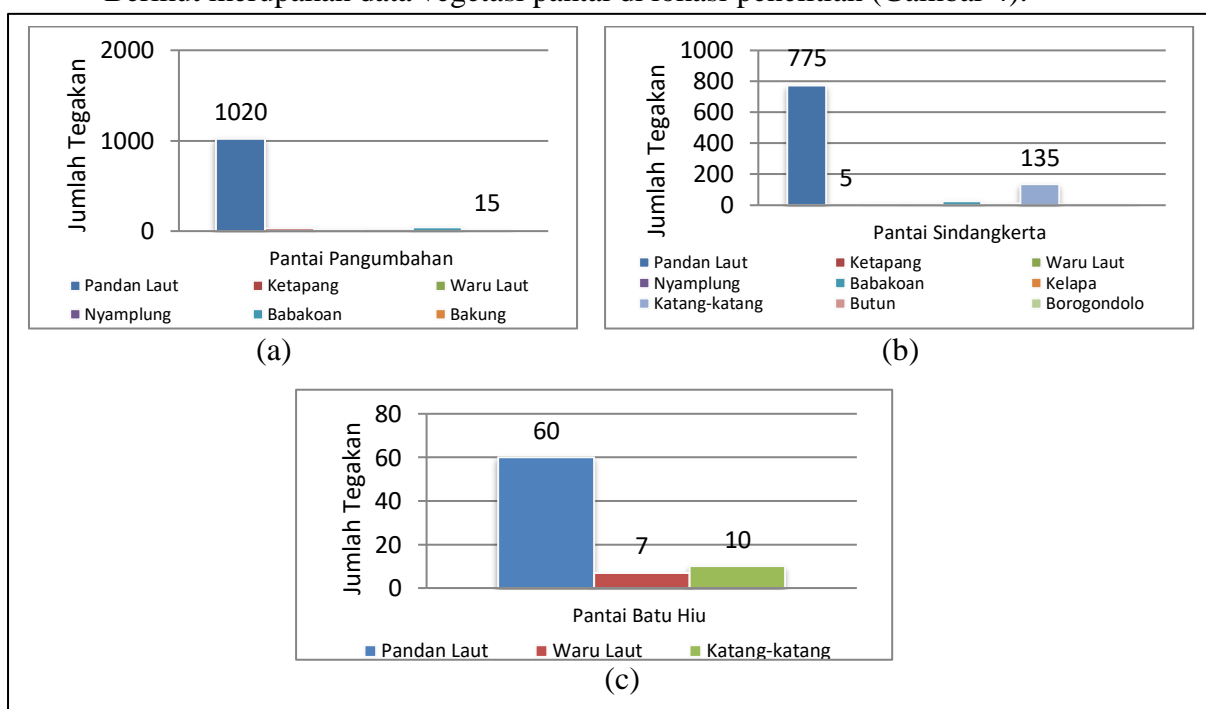 Berikut merupakan data vegetasi pantai di lokasi penelitian (Gambar 4).
2000
1000
0
Jumlah Tegakan
1020
15
Pantai Pangumbahan
Pandan Laut Ketapang Waru Laut
Nyamplung Babakoan Bakung
(a)
1000
800
600
400
200
0
Jumlah Tegakan
775
5
135
Pantai Sindangkerta
Pandan Laut Ketapang Waru Laut
Nyamplung Babakoan Kelapa
Katang-katang Butun Borogondolo
(b)
80
60
40
20
0
Jumlah Tegakan
60
7
10
Pantai Batu Hiu
Pandan Laut Waru Laut Katang-katang
(c)